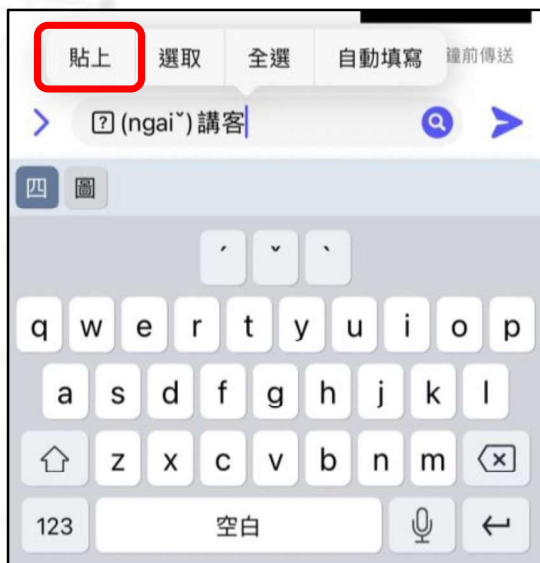 貼上 選取 全選 自動填寫 鐘前傳送
? (ngaiˇ) 講客
四 圖
ˊ ˇ ˋ
q w e r t y u i o p
a s d f g h j k l
z x c v b n m
123 空白